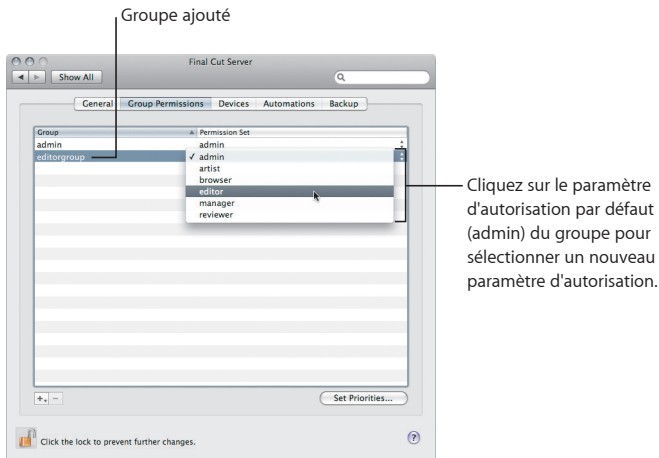 Groupe ajouté
Final Cut Server
Show All
General Group Permissions Devices Automations Backup
Group Permission Set
admin admin
editorgroup ✓ admin
artist
browser
editor
manager
reviewer
Cliquez sur le paramètre
d'autorisation par défaut
(admin) du groupe pour
sélectionner un nouveau
paramètre d'autorisation.
Set Priorities...
Click the lock to prevent further changes.
?